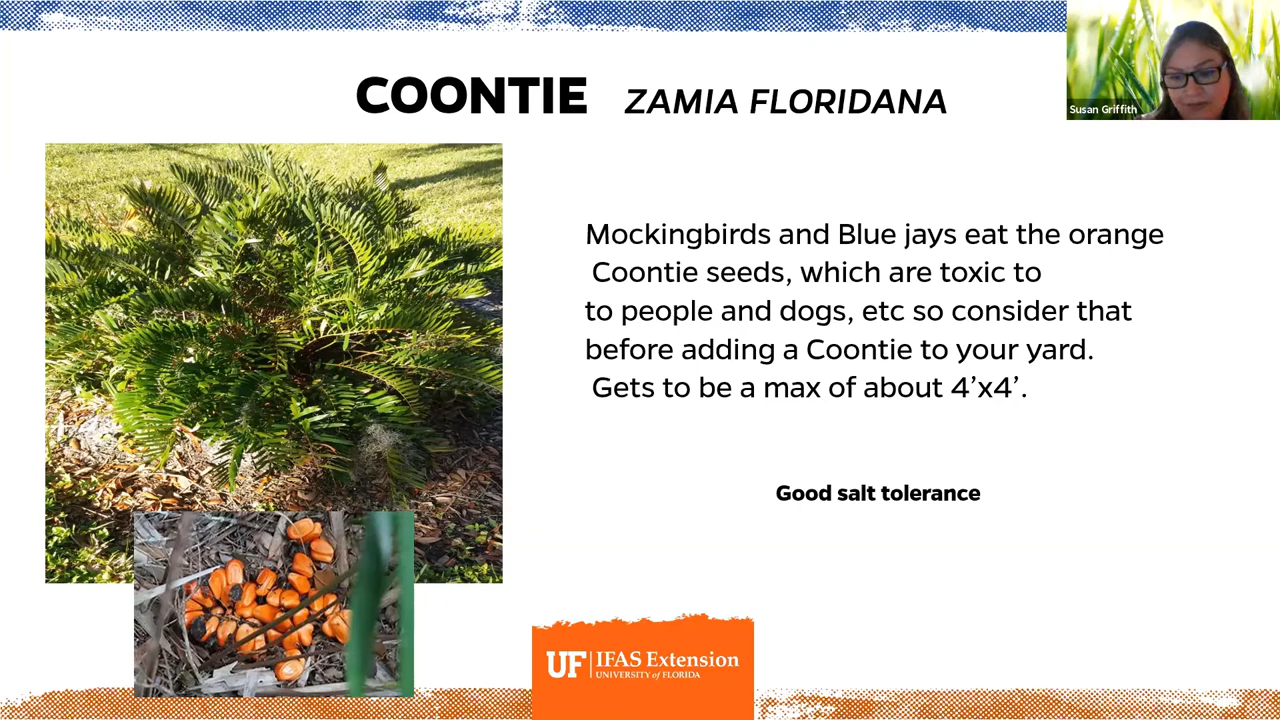 COONTIE ZAMIA FLORIDANA
Susan Griffith
Mockingbirds and Blue jays eat the orange
Coontie seeds, which are toxic to
to people and dogs, etc so consider that
before adding a Coontie to your yard.
Gets to be a max of about 4’x4’.
Good salt tolerance
UF IFAS Extension
UNIVERSITY of FLORIDA